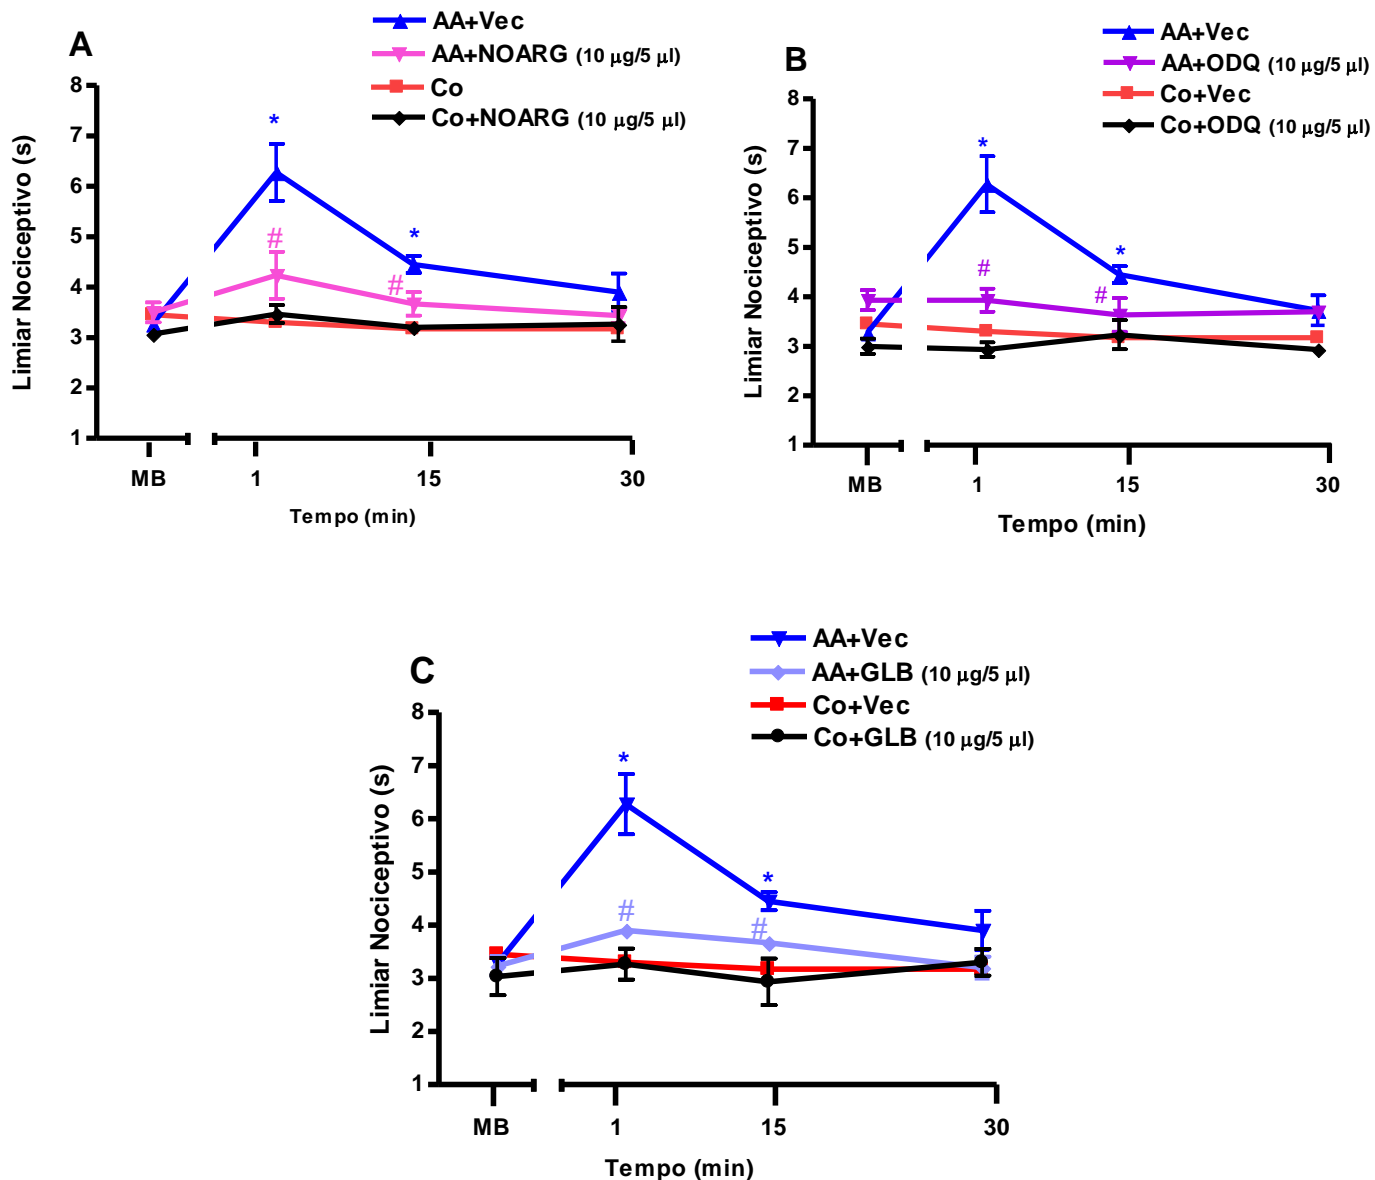 A
AA+Vec
AA+NOARG (10 μg/5 μl)
Co
Co+NOARG (10 μg/5 μl)
8
7
6
5
4
3
2
1
Limiar Nociceptivo (s)
*
*
#
#
MB
1
15
30
Tempo (min)
B
AA+Vec
AA+ODQ (10 μg/5 μl)
Co+Vec
Co+ODQ (10 μg/5 μl)
8
7
6
5
4
3
2
1
Limiar Nociceptivo (s)
*
*
#
#
MB
1
15
30
Tempo (min)
C
AA+Vec
AA+GLB (10 μg/5 μl)
Co+Vec
Co+GLB (10 μg/5 μl)
8
7
6
5
4
3
2
1
Limiar Nociceptivo (s)
*
*
#
#
MB
1
15
30
Tempo (min)